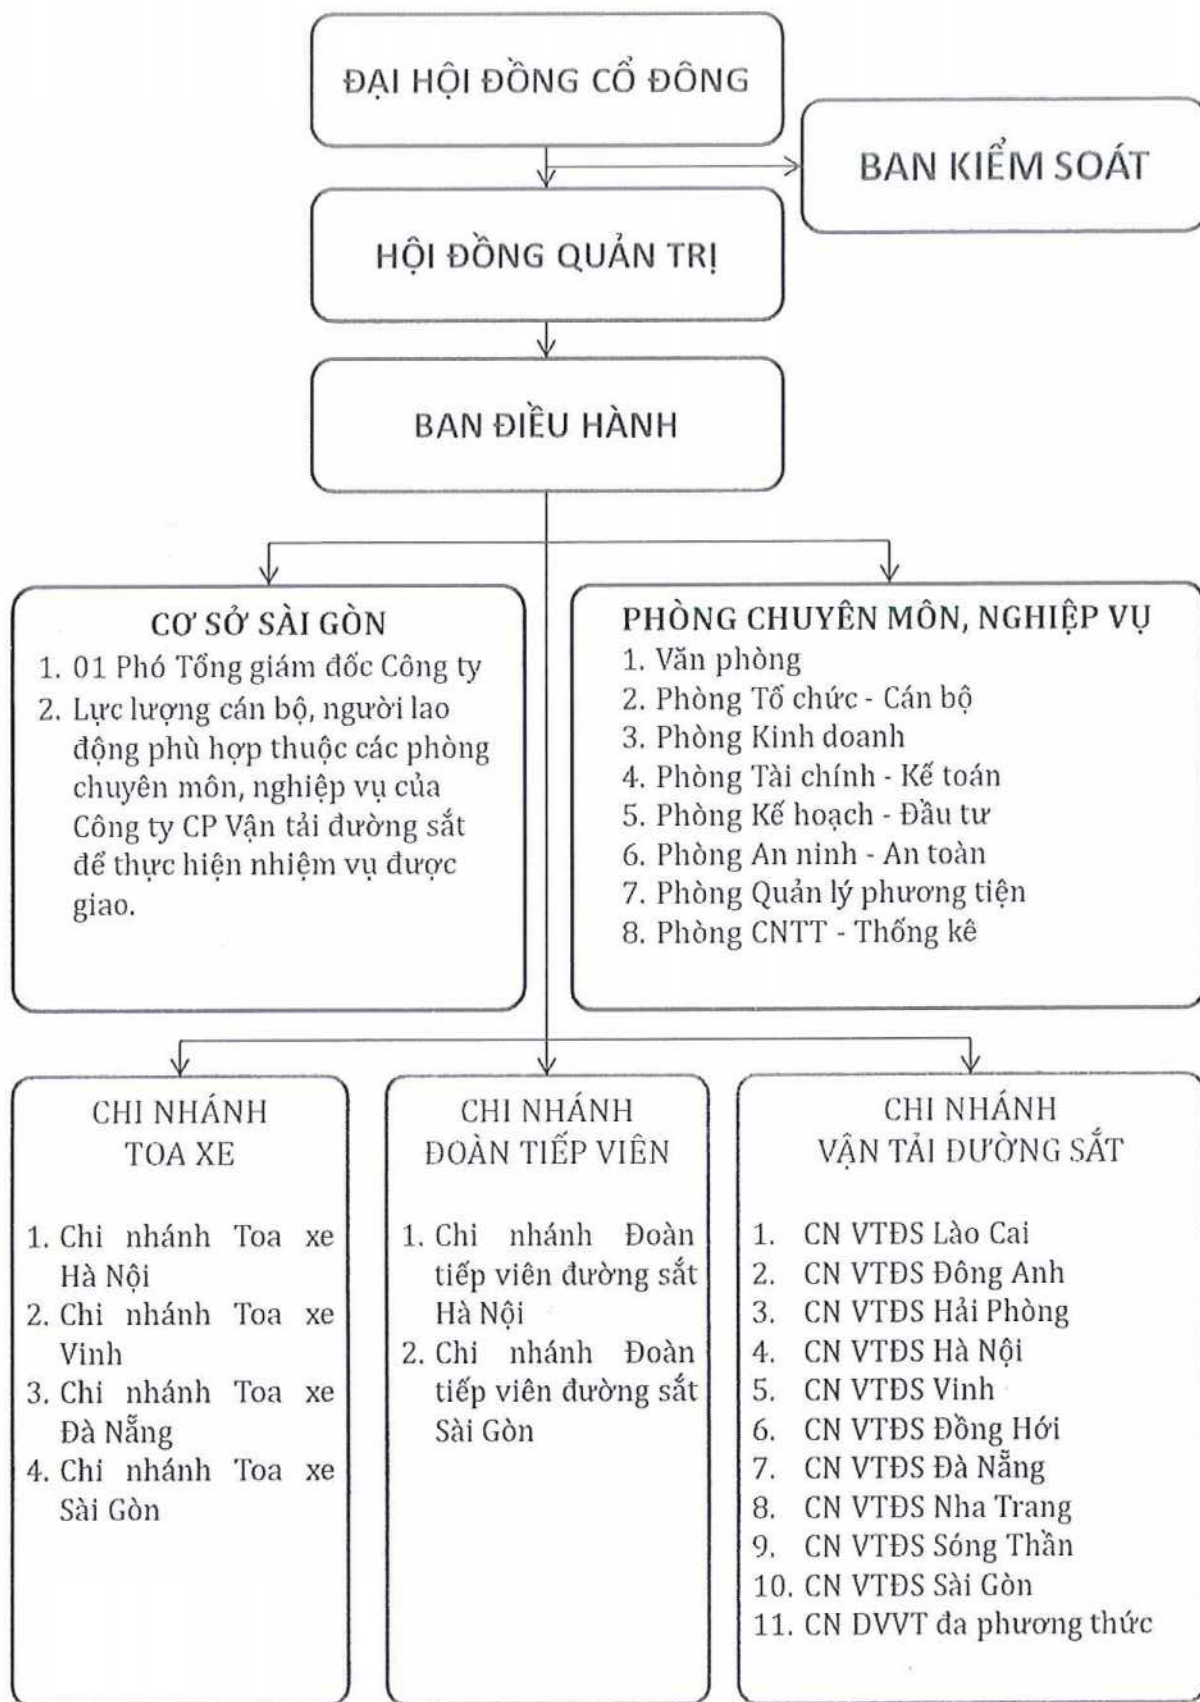 ĐẠI HỘI ĐỒNG CỔ ĐÔNG
BAN KIỂM SOÁT
HỘI ĐỒNG QUẢN TRỊ
BAN ĐIỀU HÀNH
CƠ SỞ SÀI GÒN
1. 01 Phó Tổng giám đốc Công ty
2. Lực lượng cán bộ, người lao
động phù hợp thuộc các phòng
chuyên môn, nghiệp vụ của
Công ty CP Vận tải đường sắt
để thực hiện nhiệm vụ được
giao.
PHÒNG CHUYÊN MÔN, NGHIỆP VỤ
1. Văn phòng
2. Phòng Tổ chức - Cán bộ
3. Phòng Kinh doanh
4. Phòng Tài chính - Kế toán
5. Phòng Kế hoạch - Đầu tư
6. Phòng An ninh - An toàn
7. Phòng Quản lý phương tiện
8. Phòng CNTT - Thống kê
CHI NHÁNH
TOA XE
1. Chi nhánh Toa xe
Hà Nội
2. Chi nhánh Toa xe
Vinh
3. Chi nhánh Toa xe
Đà Nẵng
4. Chi nhánh Toa xe
Sài Gòn
CHI NHÁNH
ĐOÀN TIẾP VIÊN
1. Chi nhánh Đoàn
tiếp viên đường sắt
Hà Nội
2. Chi nhánh Đoàn
tiếp viên đường sắt
Sài Gòn
CHI NHÁNH
VẬN TẢI ĐƯỜNG SẮT
1. CN VTĐS Lào Cai
2. CN VTĐS Đông Anh
3. CN VTĐS Hải Phòng
4. CN VTĐS Hà Nội
5. CN VTĐS Vinh
6. CN VTĐS Đồng Hới
7. CN VTĐS Đà Nẵng
8. CN VTĐS Nha Trang
9. CN VTĐS Sóng Thần
10. CN VTĐS Sài Gòn
11. CN DVVT đa phương thức